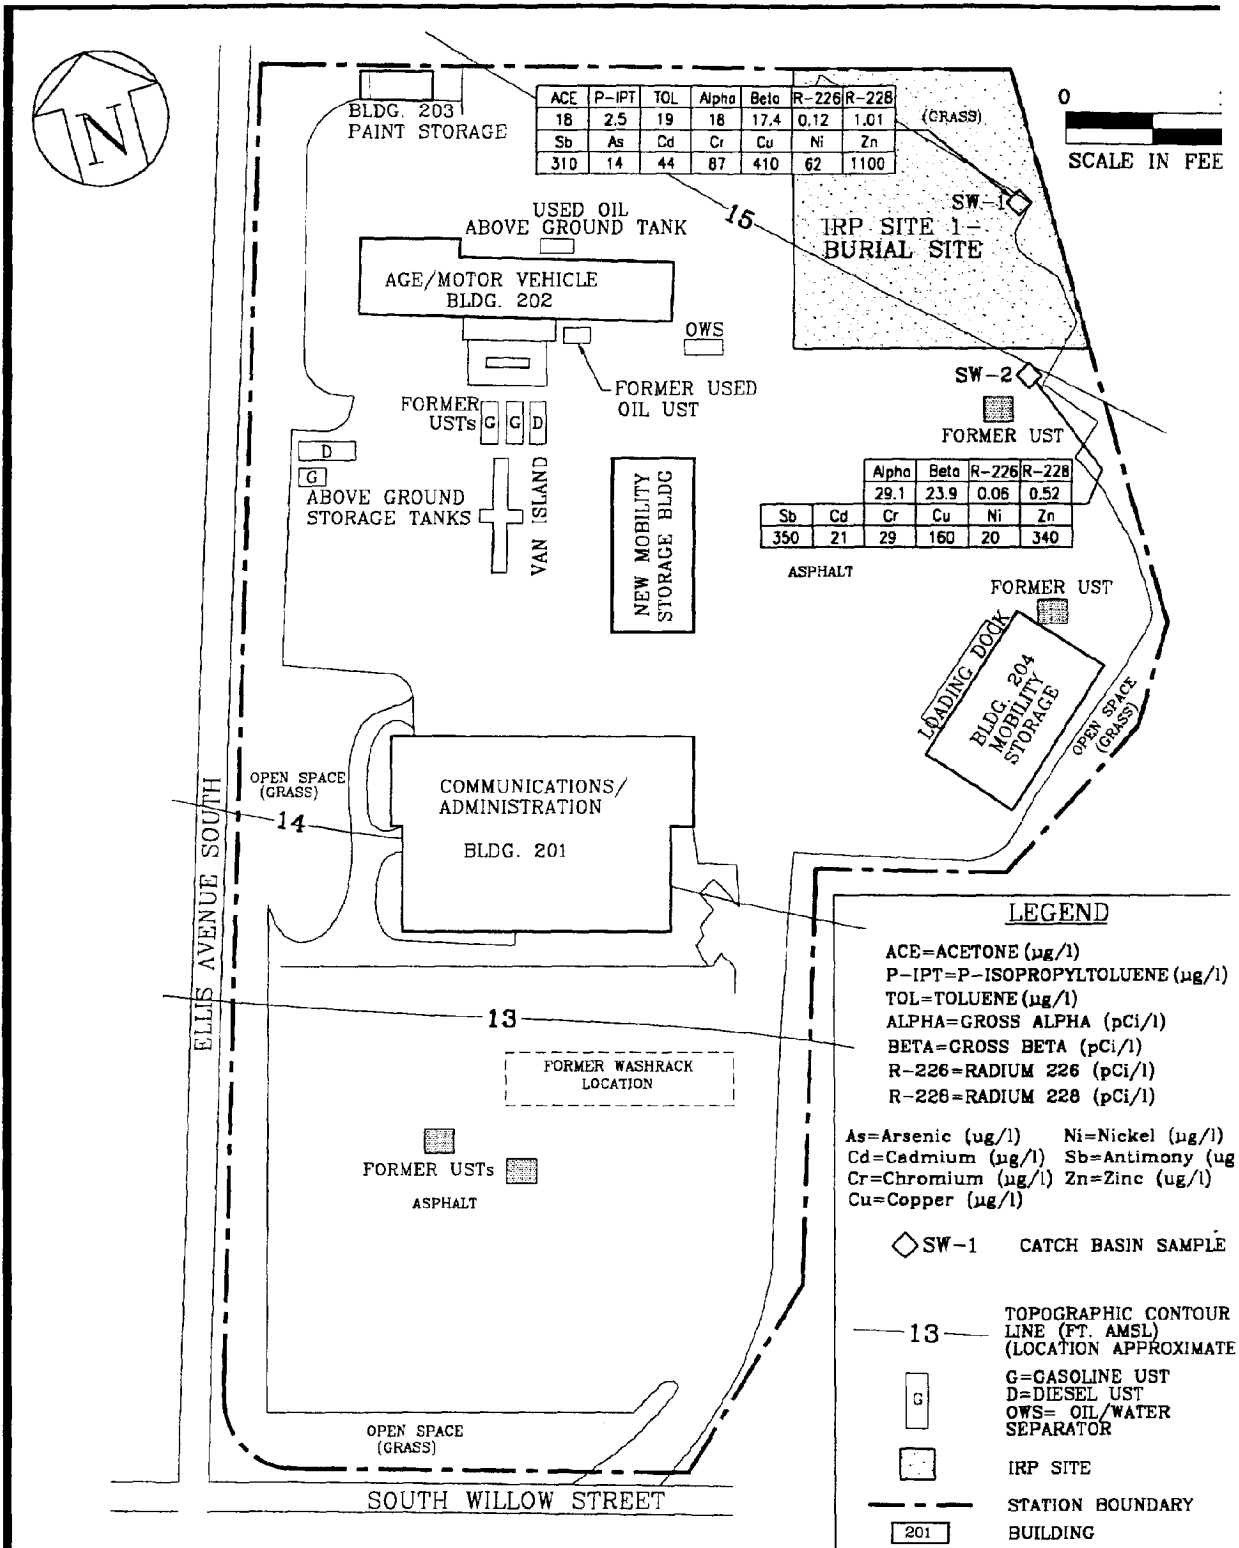 N
BLDG. 203
PAINT STORAGE
ACE P-IPT TOL Alpha Beta R-226 R-228
18 2.5 19 18 17.4 0.12 1.01
Sb As Cd Cr Cu Ni Zn
310 14 44 87 410 62 1100
(GRASS)
0
SCALE IN FEE
SW-1
IRP SITE 1-
BURIAL SITE
15
USED OIL
ABOVE GROUND TANK
AGE/MOTOR VEHICLE
BLDG. 202
OWS
FORMER USED
OIL UST
SW-2
FORMER UST
FORMER
USTs
G G D
D
G
ABOVE GROUND
STORAGE TANKS
VAN ISLAND
NEW MOBILITY
STORAGE BLDG
Alpha Beta R-226 R-228
29.1 23.9 0.06 0.52
Sb Cd Cr Cu Ni Zn
350 21 29 160 20 340
ASPHALT
FORMER UST
LOADING DOCK
BLDG. 204
MOBILITY
STORAGE
OPEN SPACE
(GRASS)
OPEN SPACE
(GRASS)
14
COMMUNICATIONS/
ADMINISTRATION
BLDG. 201
ELLIS AVENUE SOUTH
13
FORMER WASHRACK
LOCATION
FORMER USTs
ASPHALT
OPEN SPACE
(GRASS)
SOUTH WILLOW STREET
LEGEND
ACE=ACETONE (µg/l)
P-IPT=P-ISOPROPYLTOLUENE (µg/l)
TOL=TOLUENE (µg/l)
ALPHA=GROSS ALPHA (pCi/l)
BETA=GROSS BETA (pCi/l)
R-226=RADIUM 226 (pCi/l)
R-228=RADIUM 228 (pCi/l)
As=Arsenic (ug/l) Ni=Nickel (µg/l)
Cd=Cadmium (µg/l) Sb=Antimony (ug
Cr=Chromium (µg/l) Zn=Zinc (ug/l)
Cu=Copper (µg/l)
SW-1 CATCH BASIN SAMPLE
13 TOPOGRAPHIC CONTOUR
LINE (FT. AMSL)
(LOCATION APPROXIMATE
G G=GASOLINE UST
D=DIESEL UST
OWS= OIL/WATER
SEPARATOR
IRP SITE
STATION BOUNDARY
201 BUILDING